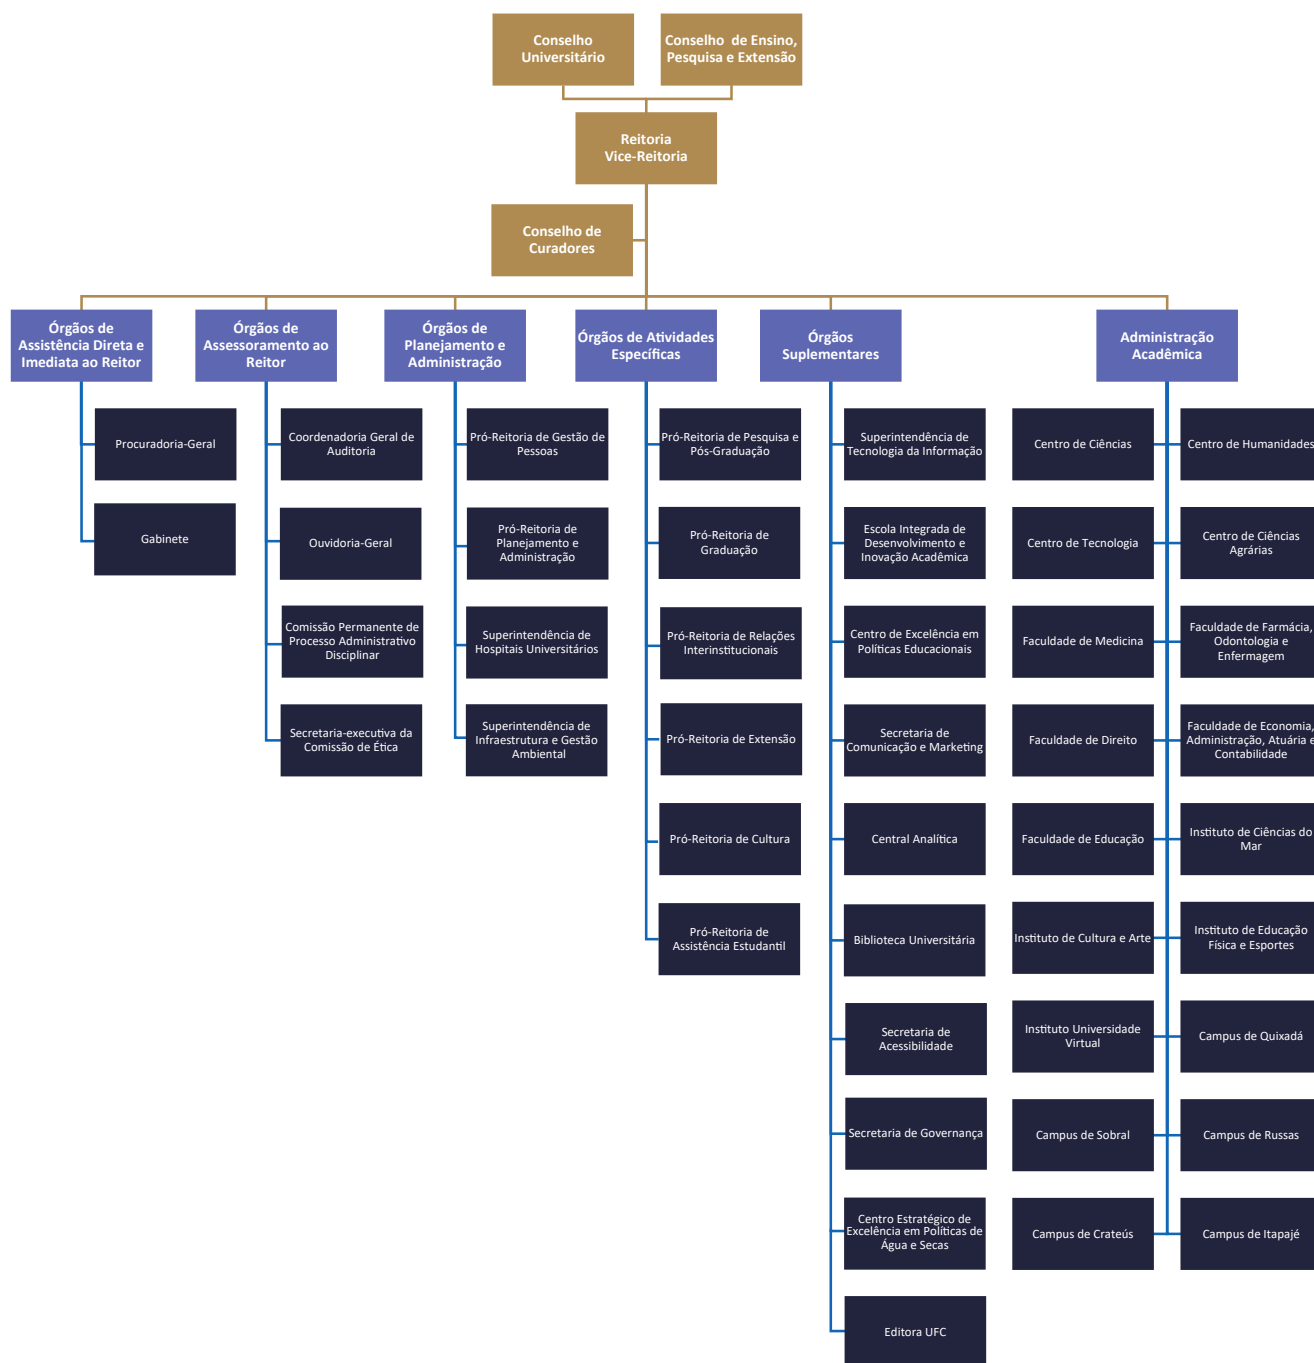 Conselho
Universitário
Conselho de Ensino,
Pesquisa e Extensão
Reitoria
Vice-Reitoria
Conselho de
Curadores
Órgãos de
Assistência Direta e
Imediata ao Reitor
Órgãos de
Assessoramento ao
Reitor
Órgãos de
Planejamento e
Administração
Órgãos de Atividades
Específicas
Órgãos
Suplementares
Administração
Acadêmica
Procuradoria-Geral
Gabinete
Coordenadoria Geral de
Auditoria
Ouvidoria-Geral
Comissão Permanente de
Processo Administrativo
Disciplinar
Secretaria-executiva da
Comissão de Ética
Pró-Reitoria de Gestão de
Pessoas
Pró-Reitoria de
Planejamento e
Administração
Superintendência de
Hospitais Universitários
Superintendência de
Infraestrutura e Gestão
Ambiental
Pró-Reitoria de Pesquisa e
Pós-Graduação
Pró-Reitoria de
Graduação
Pró-Reitoria de Relações
Interinstitucionais
Pró-Reitoria de Extensão
Pró-Reitoria de Cultura
Pró-Reitoria de
Assistência Estudantil
Superintendência de
Tecnologia da Informação
Escola Integrada de
Desenvolvimento e
Inovação Acadêmica
Centro de Excelência em
Políticas Educacionais
Secretaria de
Comunicação e Marketing
Central Analítica
Biblioteca Universitária
Secretaria de
Acessibilidade
Secretaria de Governança
Centro Estratégico de
Excelência em Políticas de
Água e Secas
Editora UFC
Centro de Ciências
Centro de Tecnologia
Faculdade de Medicina
Faculdade de Direito
Faculdade de Educação
Instituto de Cultura e Arte
Instituto Universidade
Virtual
Campus de Sobral
Campus de Crateús
Centro de Humanidades
Centro de Ciências
Agrárias
Faculdade de Farmácia,
Odontologia e
Enfermagem
Faculdade de Economia,
Administração, Atuária e
Contabilidade
Instituto de Ciências do
Mar
Instituto de Educação
Física e Esportes
Campus de Quixadá
Campus de Russas
Campus de Itapajé